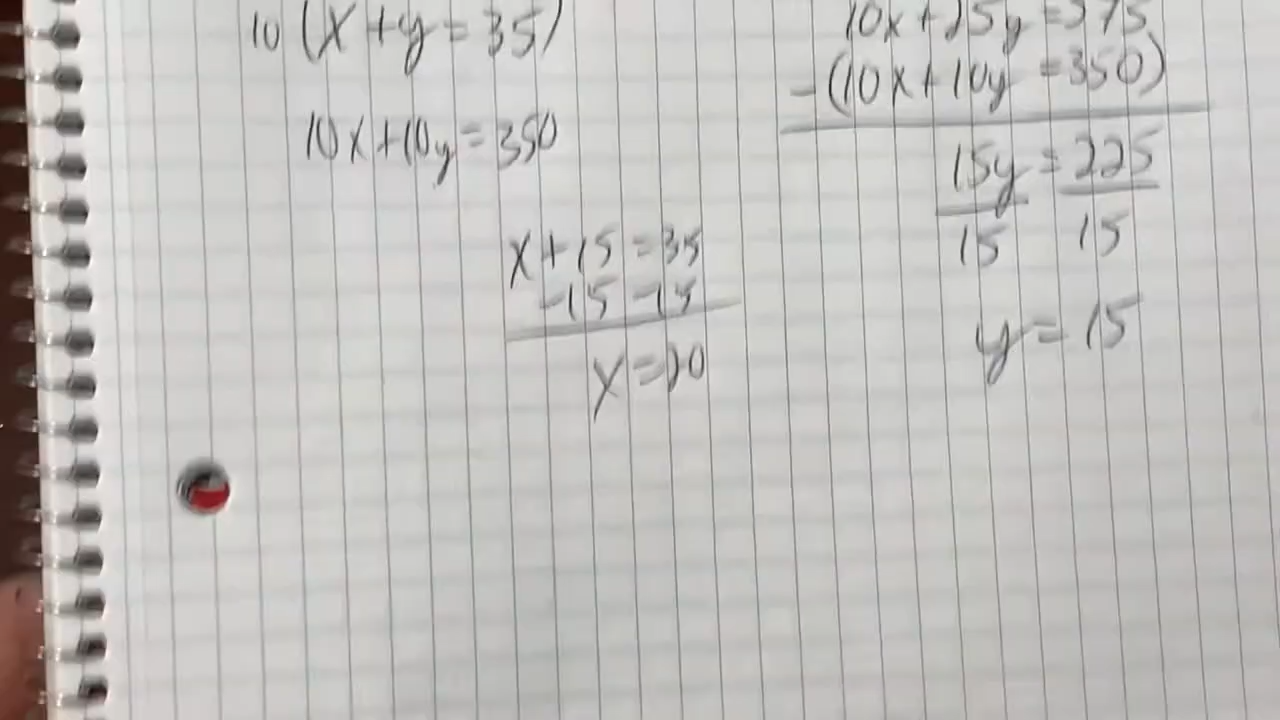 10 (x + y = 35)
10x + 10y = 350
x + 15 = 35
-15 -15
x = 20
10x + 25y = 575
-(10x + 10y = 350)
15y = 225
15 15
y = 15